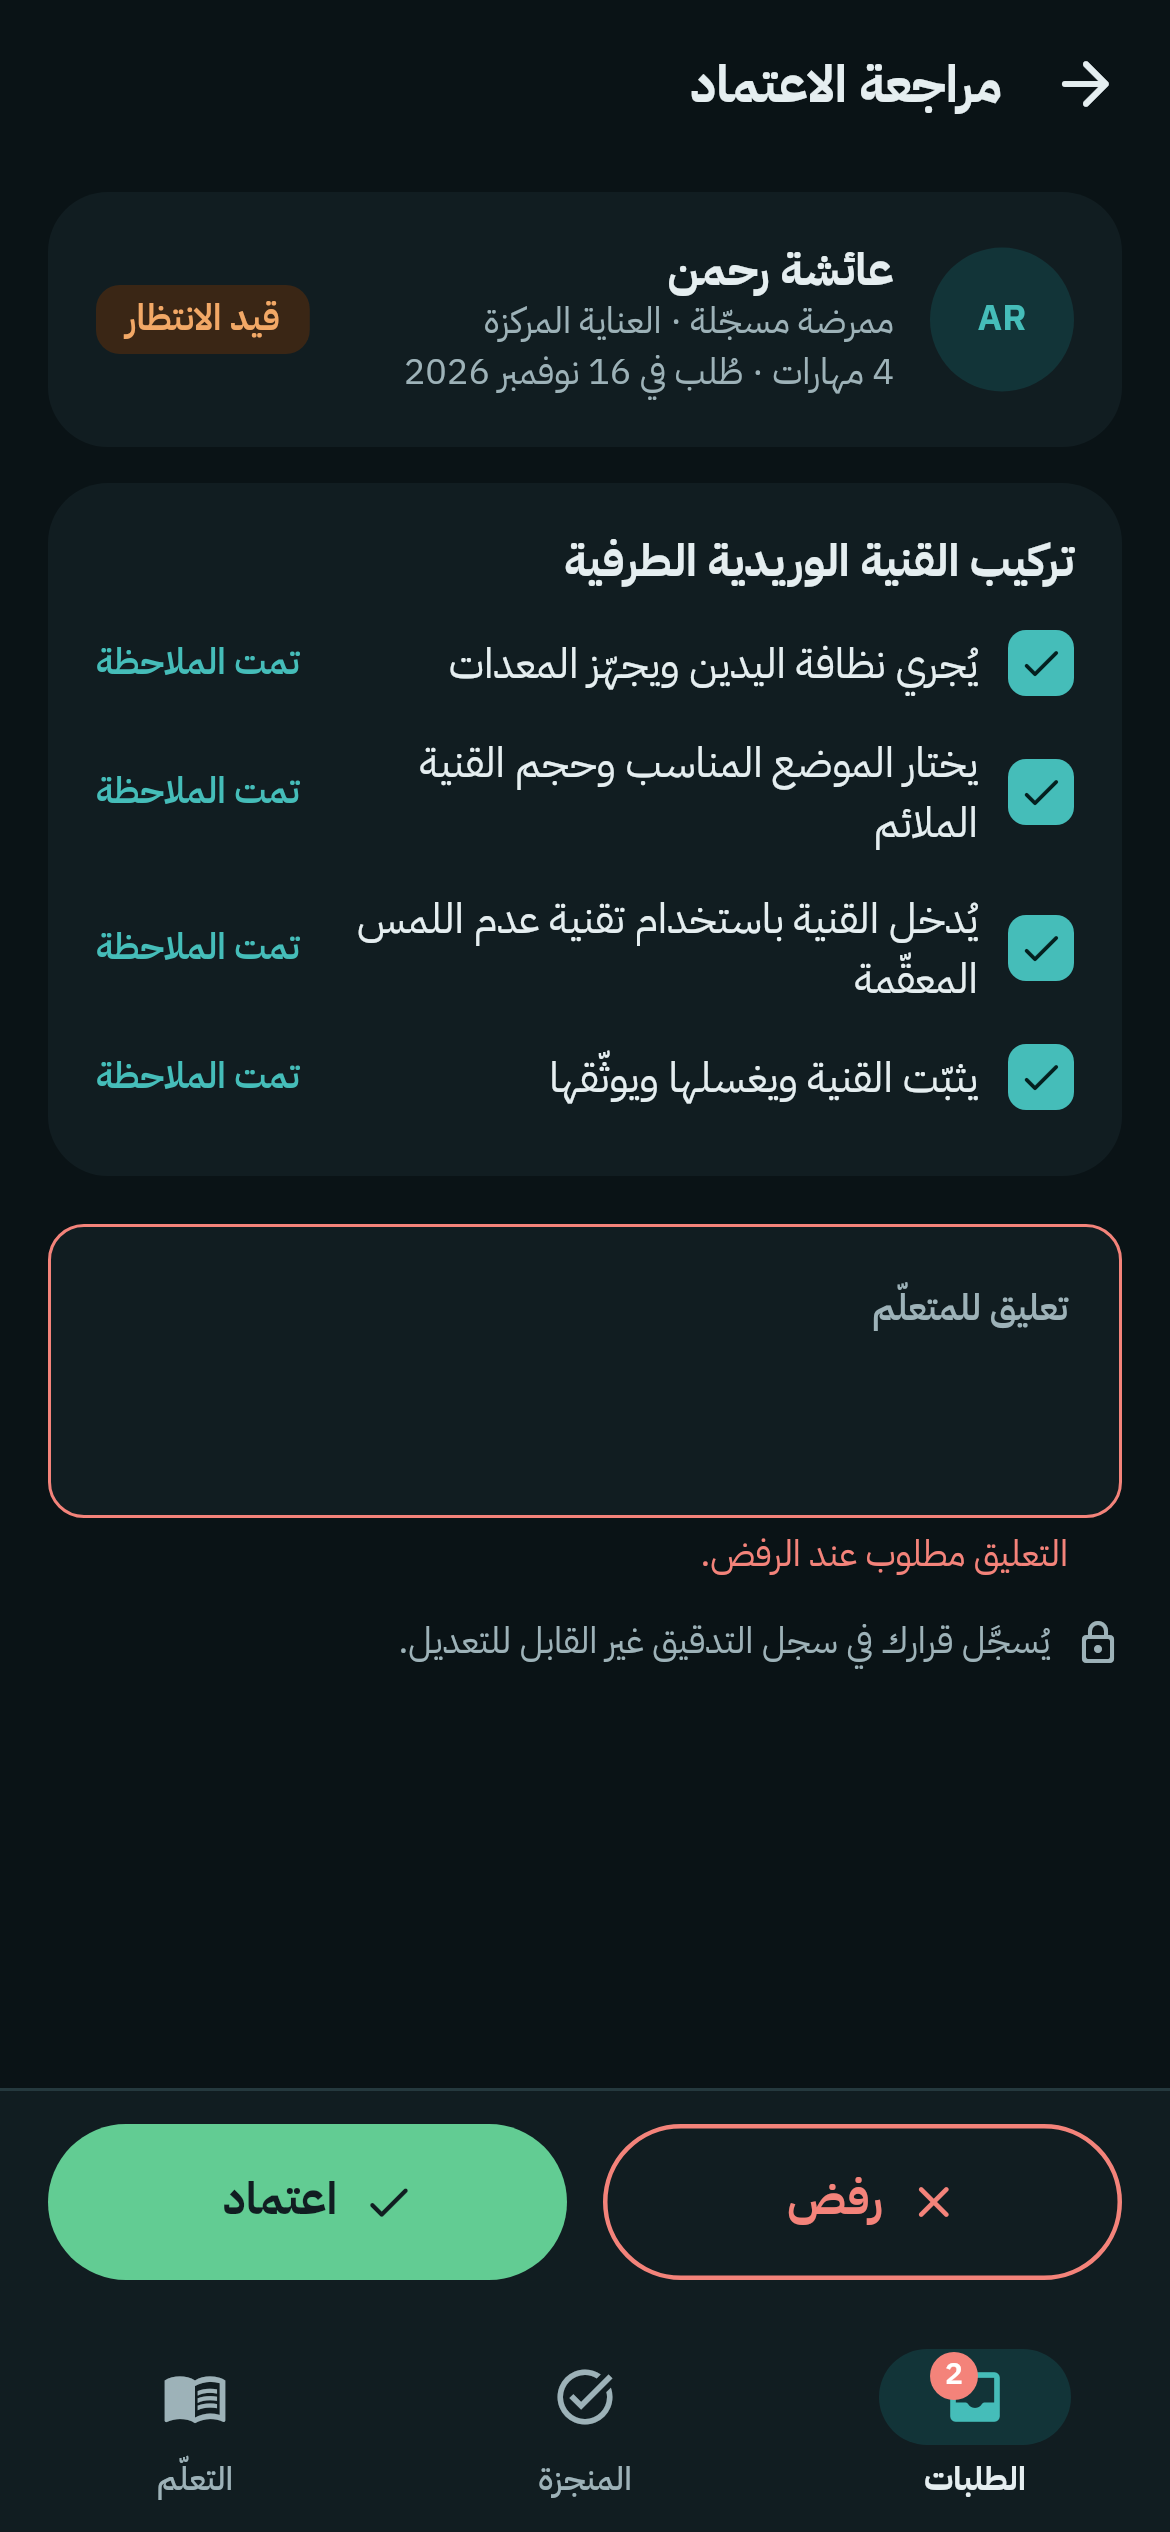 مراجعة الاعتماد
AR
عائشة رحمن
ممرضة مسجّلة · العناية المركزة
4 مهارات · طُلب في 16 نوفمبر 2026
قيد الانتظار
تركيب القنية الوريدية الطرفية
يُجري نظافة اليدين ويجهّز المعدات
تمت الملاحظة
يختار الموضع المناسب وحجم القنية
الملائم
تمت الملاحظة
يُدخل القنية باستخدام تقنية عدم اللمس
المعقّمة
تمت الملاحظة
يثبّت القنية ويغسلها ويوثّقها
تمت الملاحظة
تعليق للمتعلّم
التعليق مطلوب عند الرفض.
يُسجَّل قرارك في سجل التدقيق غير القابل للتعديل.
رفض
اعتماد
2
الطلبات
المنجزة
التعلّم